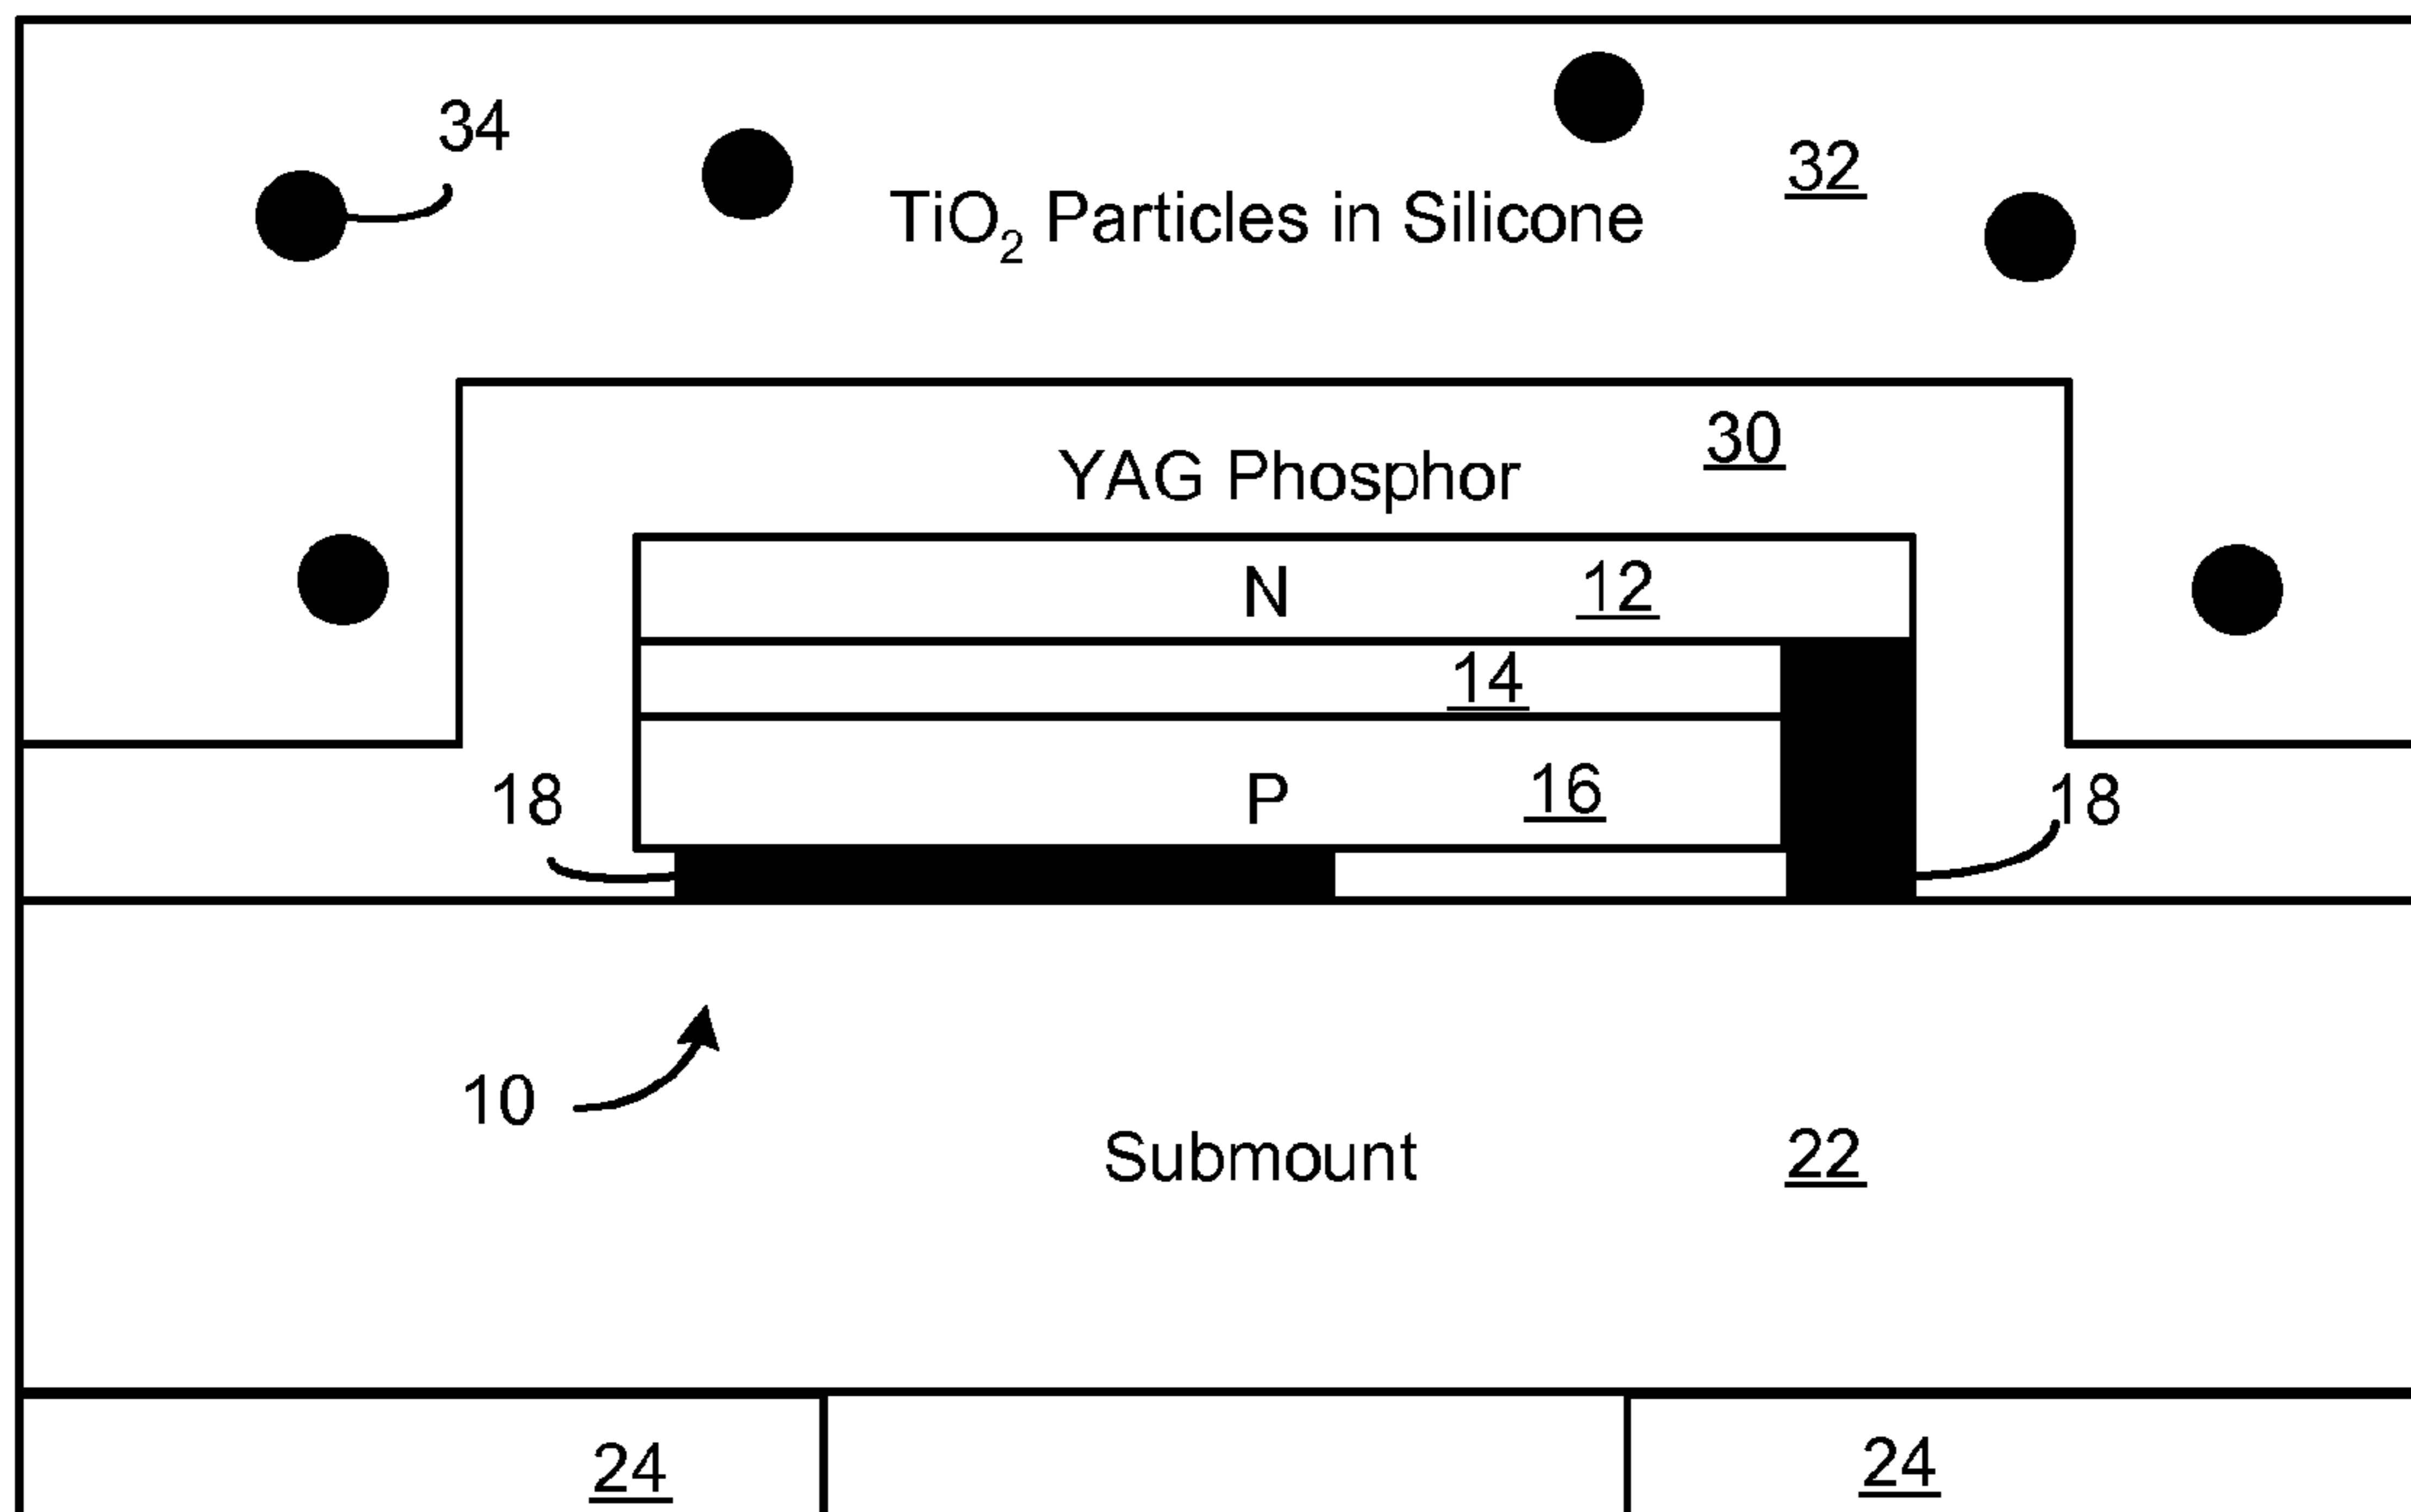 34
32
TiO₂ Particles in Silicone
30
YAG Phosphor
N 12
14
18 P 16 18
10
Submount 22
24 24